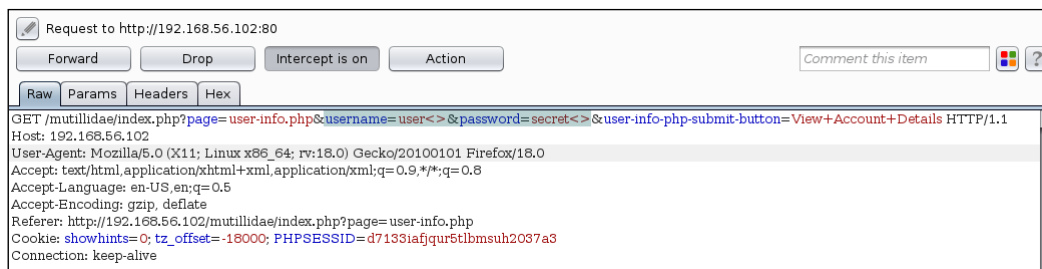 Request to http://192.168.56.102:80
Forward Drop Intercept is on Action Comment this item ?
Raw Params Headers Hex
GET /mutillidae/index.php?page=user-info.php&username=user<>&password=secret<>&user-info-php-submit-button=View+Account+Details HTTP/1.1
Host: 192.168.56.102
User-Agent: Mozilla/5.0 (X11; Linux x86_64; rv:18.0) Gecko/20100101 Firefox/18.0
Accept: text/html,application/xhtml+xml,application/xml;q=0.9,*/*;q=0.8
Accept-Language: en-US,en;q=0.5
Accept-Encoding: gzip, deflate
Referer: http://192.168.56.102/mutillidae/index.php?page=user-info.php
Cookie: showhints=0; tz_offset=-18000; PHPSESSID=d7133iafjqur5tlbmsuh2037a3
Connection: keep-alive